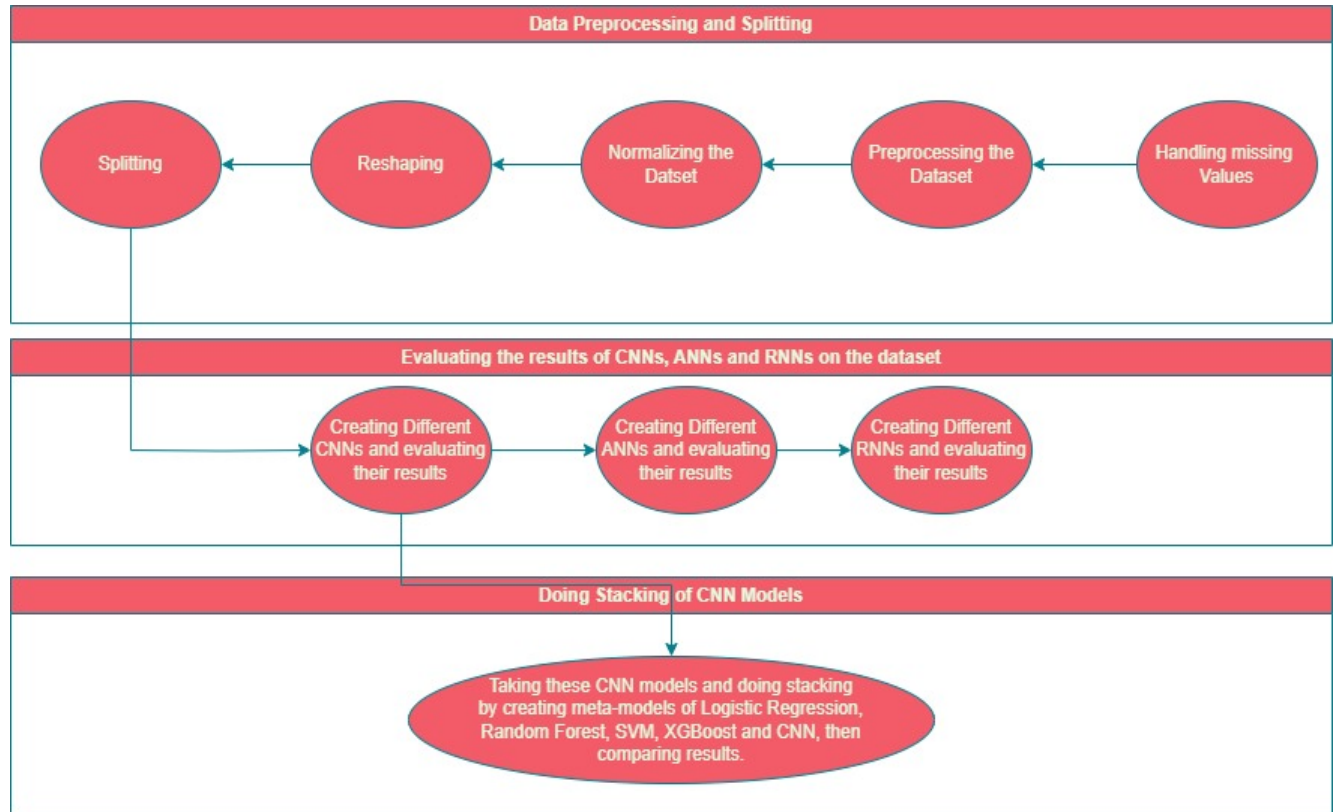 Data Preprocessing and Splitting
Splitting
Reshaping
Normalizing the
Datset
Preprocessing the
Dataset
Handling missing
Values
Evaluating the results of CNNs, ANNs and RNNs on the dataset
Creating Different
CNNs and evaluating
their results
Creating Different
ANNs and evaluating
their results
Creating Different
RNNs and evaluating
their results
Doing Stacking of CNN Models
Taking these CNN models and doing stacking
by creating meta-models of Logistic Regression,
Random Forest, SVM, XGBoost and CNN, then
comparing results.